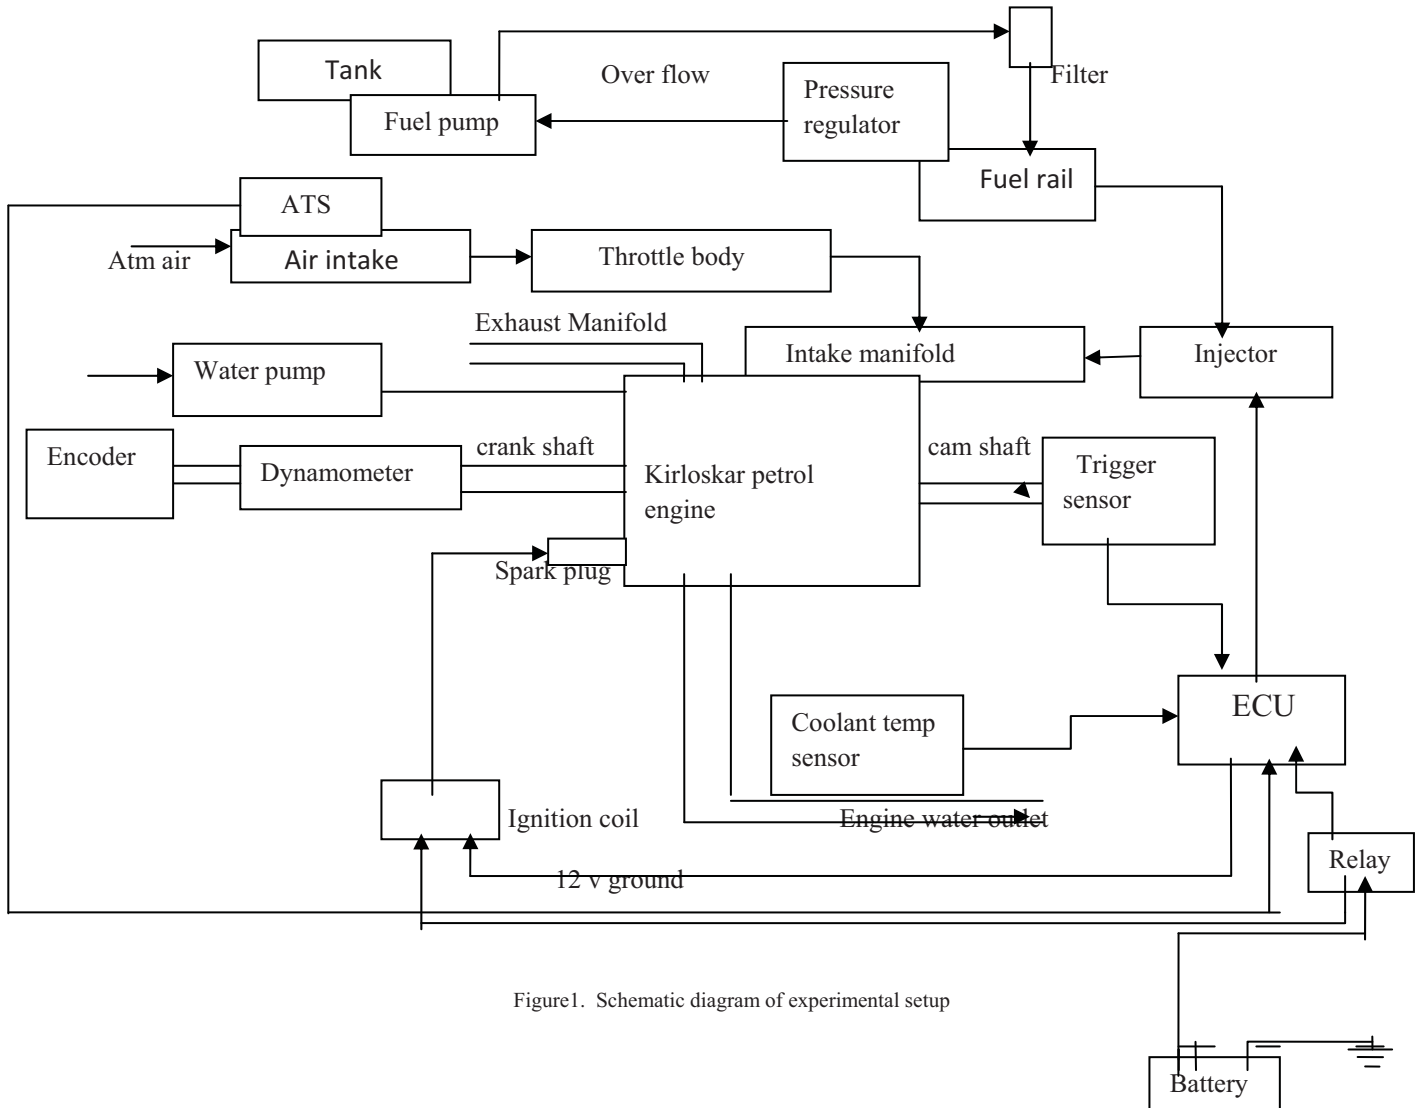 Tank
Over flow
Filter
Pressure
regulator
Fuel pump
Fuel rail
ATS
Atm air
Air intake
Throttle body
Exhaust Manifold
Intake manifold
Injector
Water pump
Encoder
Dynamometer
crank shaft
Kirloskar petrol
engine
cam shaft
Trigger
sensor
Spark plug
ECU
Coolant temp
sensor
Ignition coil
Engine water outlet
12 v ground
Relay
Figure1. Schematic diagram of experimental setup
Battery